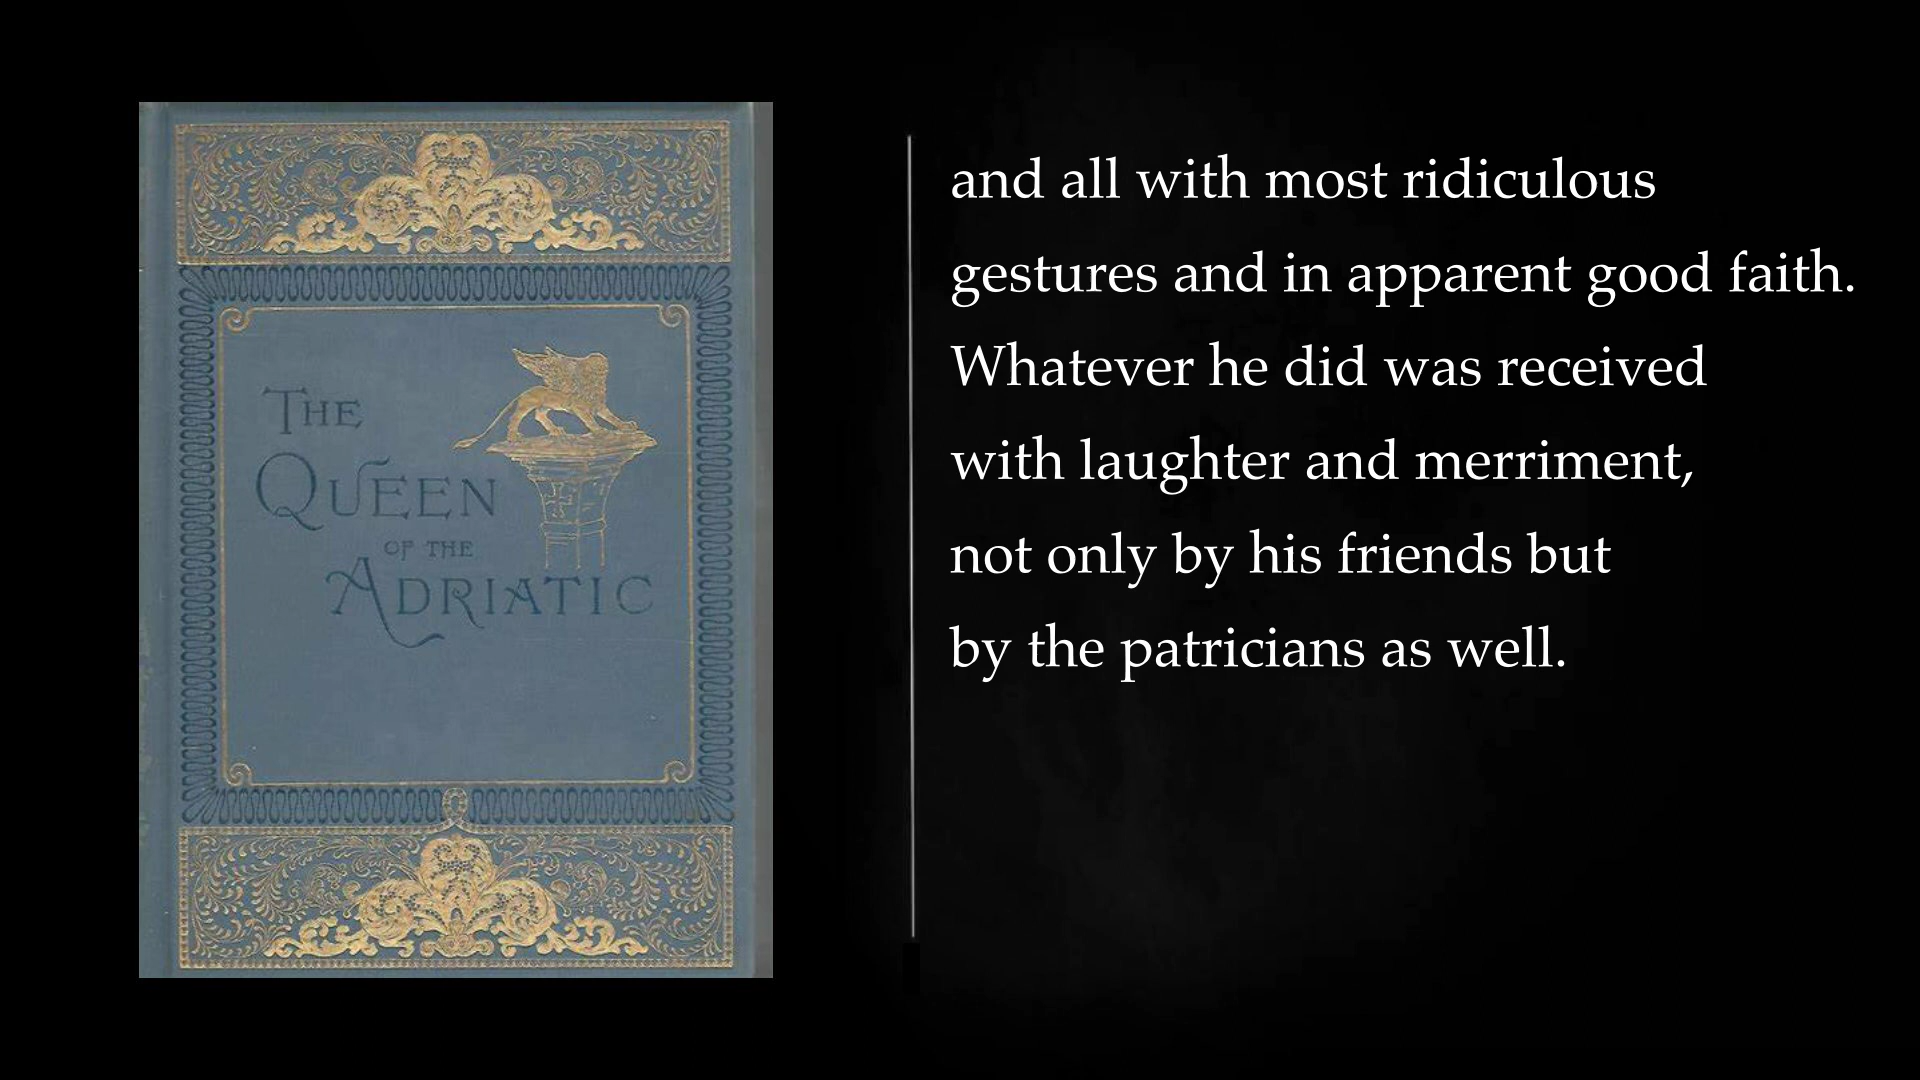 THE
QUEEN
OF THE
ADRIATIC
and all with most ridiculous
gestures and in apparent good faith.
Whatever he did was received
with laughter and merriment,
not only by his friends but
by the patricians as well.